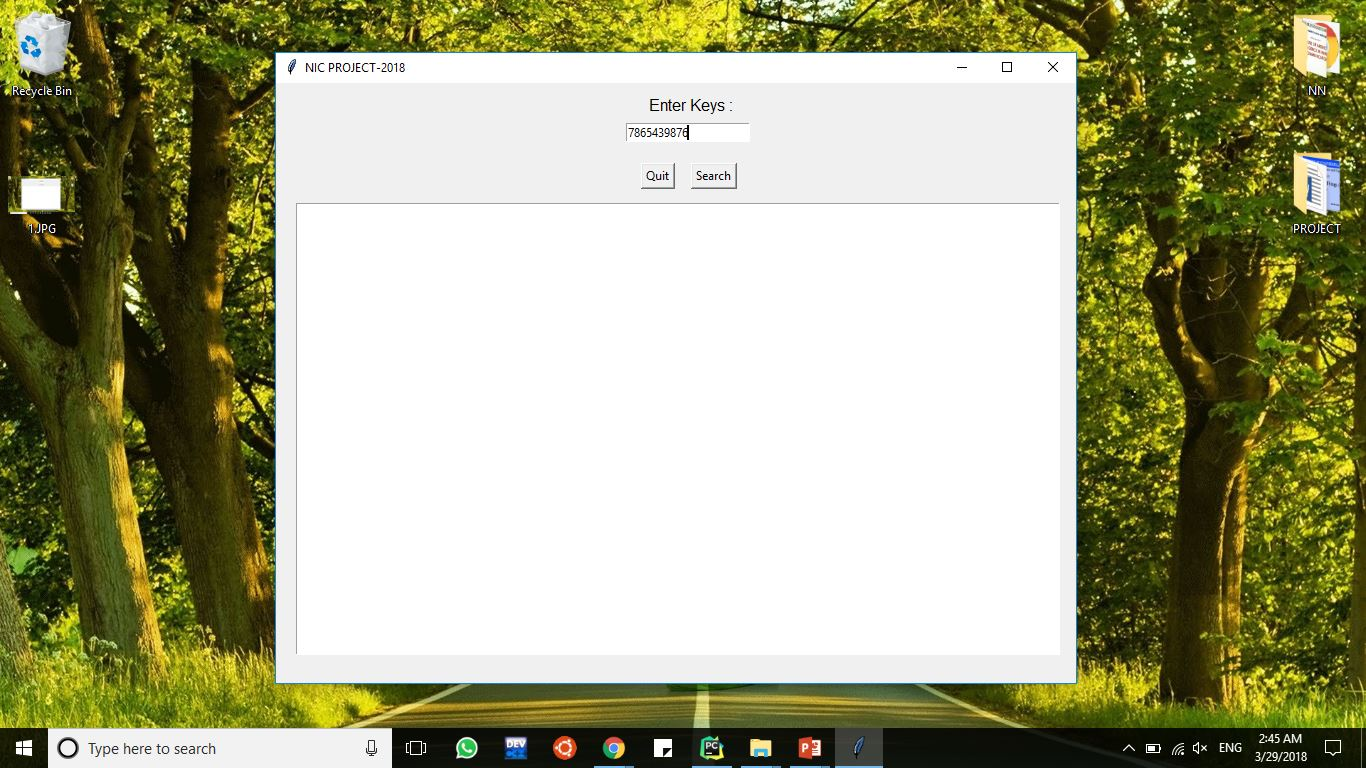 Recycle Bin
NIC PROJECT-2018
NN
Enter Keys :
7865439876
Quit
Search
1.JPG
PROJECT
Type here to search
DEV
PC
ENG
2:45 AM
3/29/2018